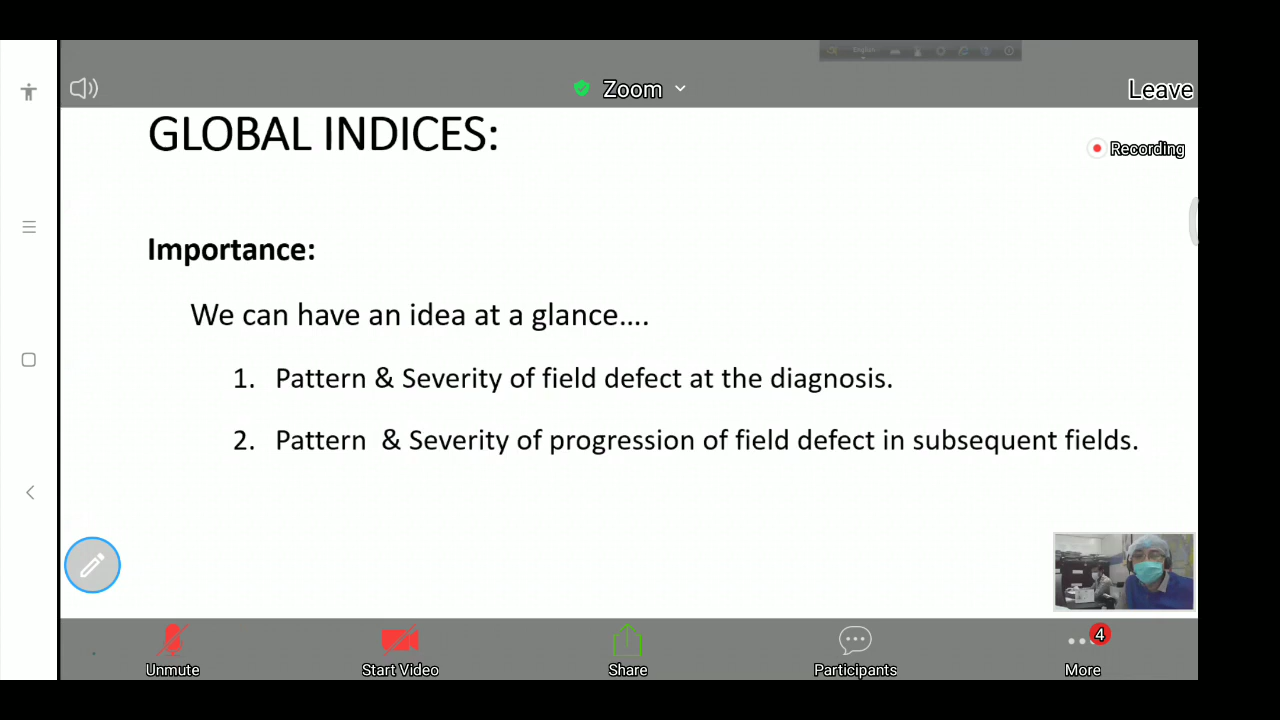 English
Zoom
Leave
GLOBAL INDICES:
Recording
Importance:
We can have an idea at a glance....
1. Pattern & Severity of field defect at the diagnosis.
2. Pattern & Severity of progression of field defect in subsequent fields.
4
Unmute
Start Video
Share
Participants
More